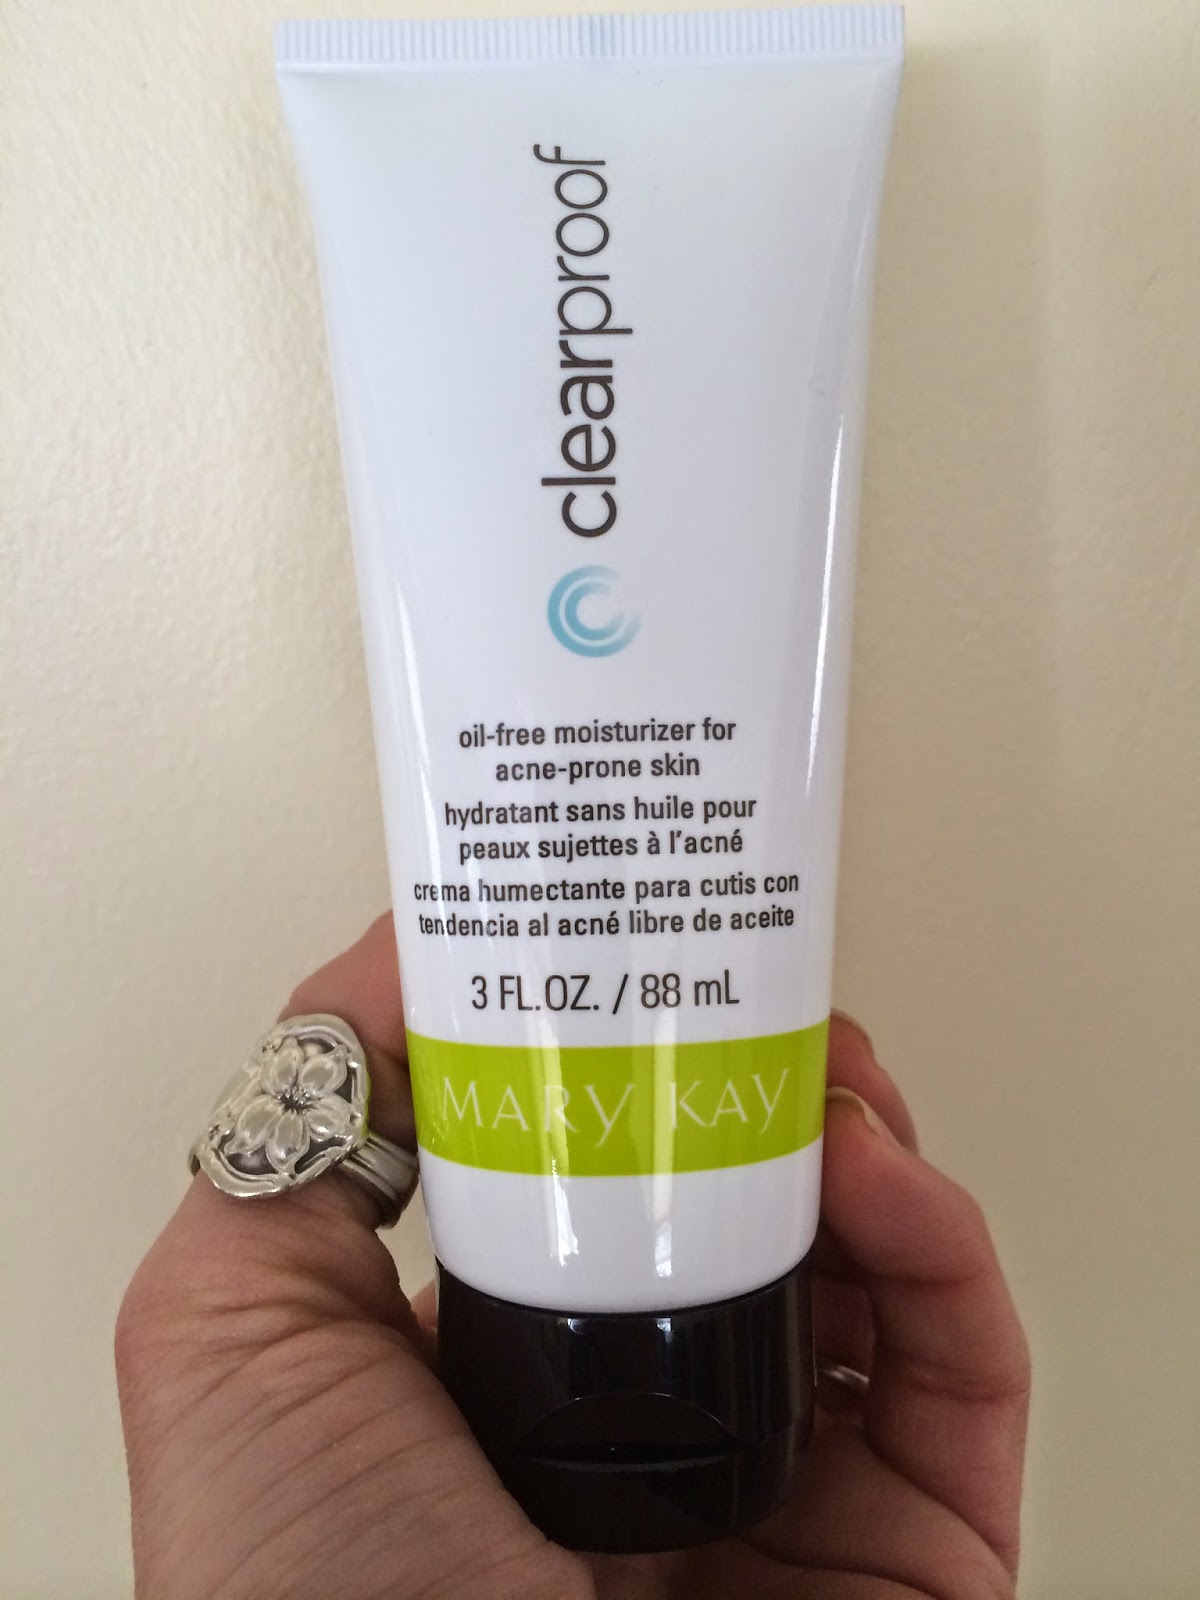 clearproof
oil-free moisturizer for
acne-prone skin
hydratant sans huile pour
peaux sujettes à l'acné
crema humectante para cutis con
tendencia al acné libre de aceite
3 FL.OZ. / 88 mL
MARY KAY